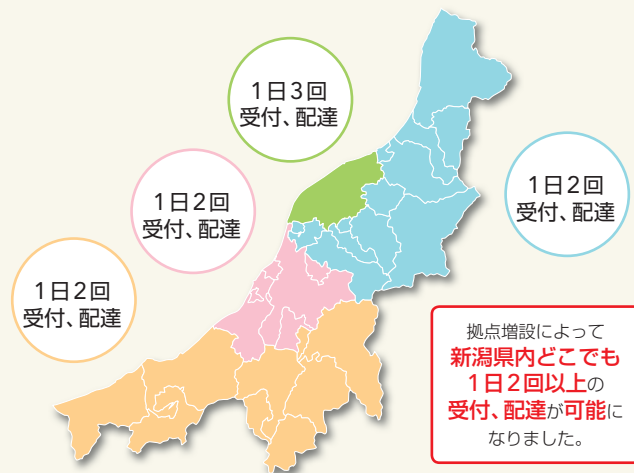 1日3回
受付、配達
1日2回
受付、配達
1日2回
受付、配達
1日2回
受付、配達
拠点増設によって
新潟県内どこでも
1日2回以上の
受付、配達が可能に
なりました。